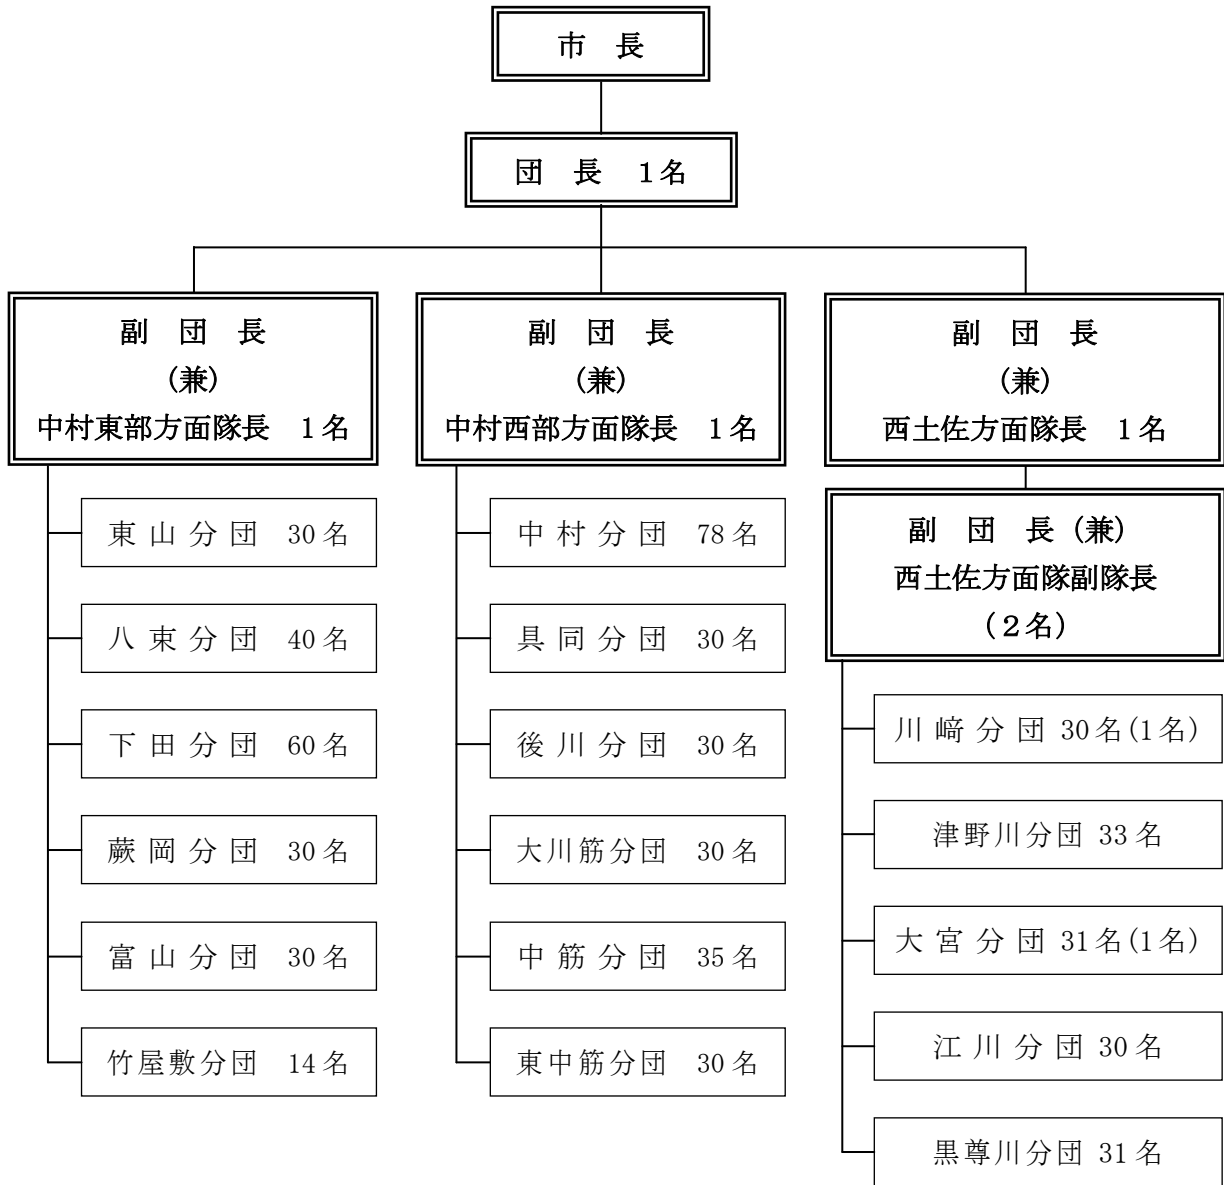 市 長
団 長 1名
副 団 長
(兼)
中村東部方面隊長 1名
東山分団 30名
八束分団 40名
下田分団 60名
蕨岡分団 30名
富山分団 30名
竹屋敷分団 14名
副 団 長
(兼)
中村西部方面隊長 1名
中村分団 78名
具同分団 30名
後川分団 30名
大川筋分団 30名
中筋分団 35名
東中筋分団 30名
副 団 長
(兼)
西土佐方面隊長 1名
副 団 長(兼)
西土佐方面隊副隊長
(2名)
川﨑分団 30名(1名)
津野川分団 33名
大宮分団 31名(1名)
江川分団 30名
黒尊川分団 31名